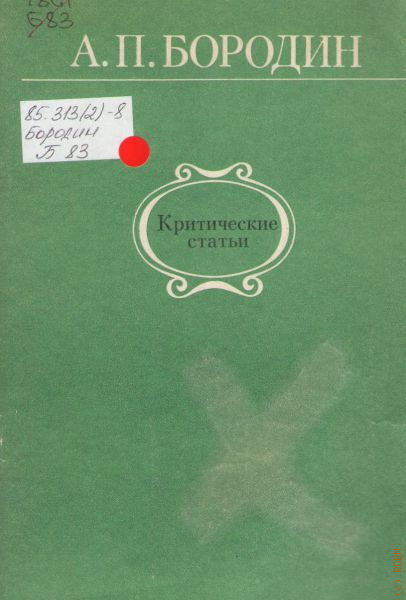 Б83
А.П.БОРОДИН
85.313(2)-8
Бородин
Б 83
Критические
статьи